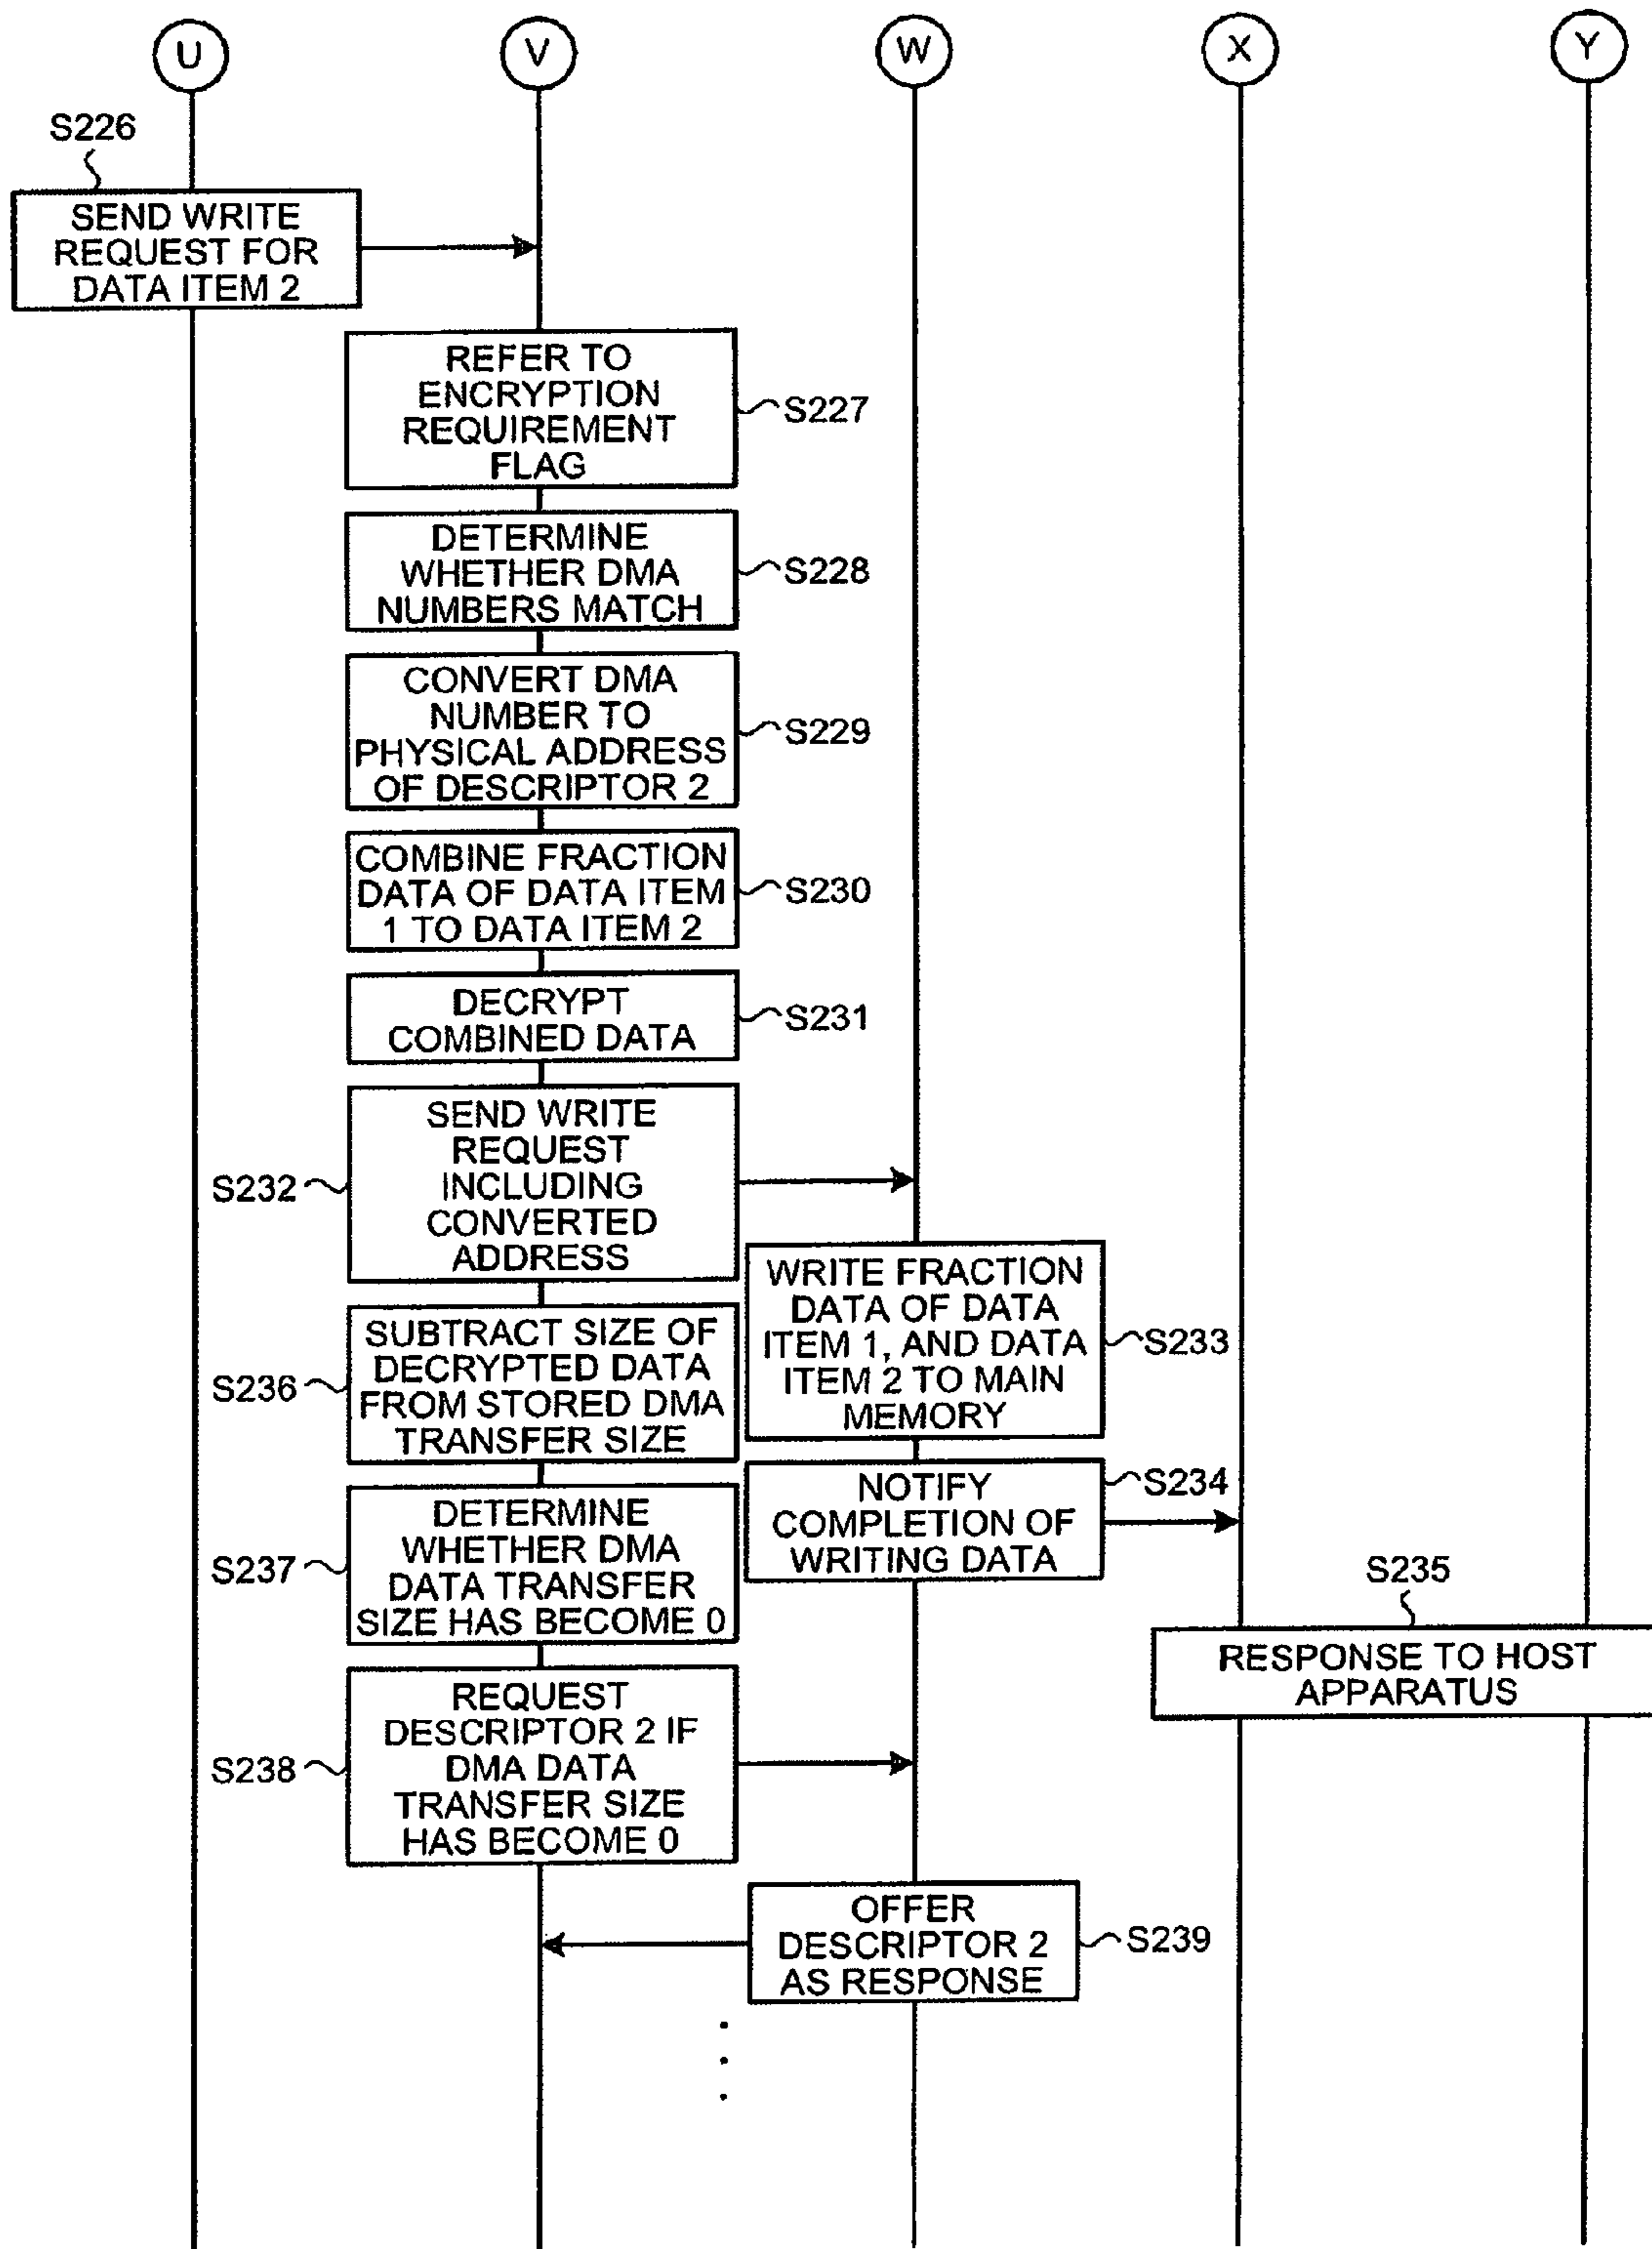 U
V
W
X
Y
S226
SEND WRITE
REQUEST FOR
DATA ITEM 2
REFER TO
ENCRYPTION
REQUIREMENT
FLAG
S227
DETERMINE
WHETHER DMA
NUMBERS MATCH
S228
CONVERT DMA
NUMBER TO
PHYSICAL ADDRESS
OF DESCRIPTOR 2
S229
COMBINE FRACTION
DATA OF DATA ITEM
1 TO DATA ITEM 2
S230
DECRYPT
COMBINED DATA
S231
SEND WRITE
REQUEST
INCLUDING
CONVERTED
ADDRESS
S232
WRITE FRACTION
DATA OF DATA
ITEM 1, AND DATA
ITEM 2 TO MAIN
MEMORY
S233
SUBTRACT SIZE OF
DECRYPTED DATA
FROM STORED DMA
TRANSFER SIZE
S236
NOTIFY
COMPLETION OF
WRITING DATA
S234
DETERMINE
WHETHER DMA
DATA TRANSFER
SIZE HAS BECOME 0
S237
S235
RESPONSE TO HOST
APPARATUS
REQUEST
DESCRIPTOR 2 IF
DMA DATA
TRANSFER SIZE
HAS BECOME 0
S238
OFFER
DESCRIPTOR 2
AS RESPONSE
S239